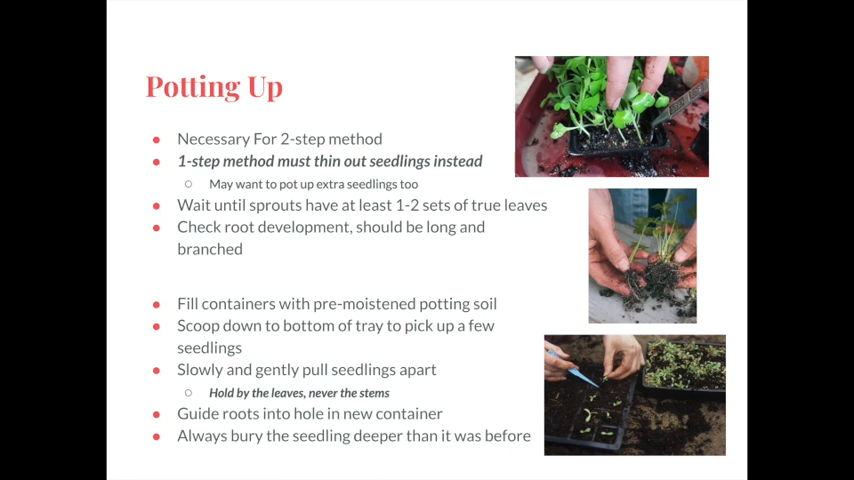 Potting Up
● Necessary For 2-step method
● 1-step method must thin out seedlings instead
○ May want to pot up extra seedlings too
● Wait until sprouts have at least 1-2 sets of true leaves
● Check root development, should be long and
branched
● Fill containers with pre-moistened potting soil
● Scoop down to bottom of tray to pick up a few
seedlings
● Slowly and gently pull seedlings apart
○ Hold by the leaves, never the stems
● Guide roots into hole in new container
● Always bury the seedling deeper than it was before